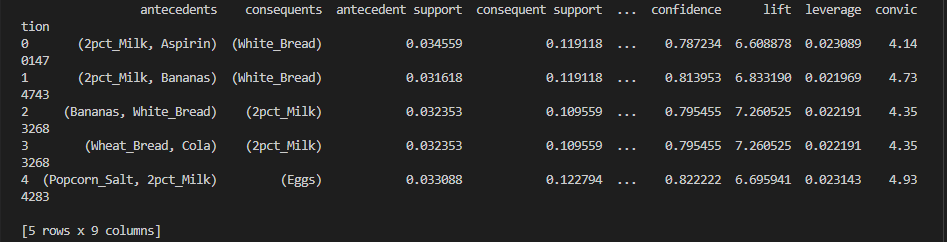 antecedents consequents antecedent support consequent support ... confidence lift leverage convic
tion
0 (2pct_Milk, Aspirin) (White_Bread) 0.034559 0.119118 ... 0.787234 6.608878 0.023089 4.14
0147
1 (2pct_Milk, Bananas) (White_Bread) 0.031618 0.119118 ... 0.813953 6.833190 0.021969 4.73
4743
2 (Bananas, White_Bread) (2pct_Milk) 0.032353 0.109559 ... 0.795455 7.260525 0.022191 4.35
3268
3 (Wheat_Bread, Cola) (2pct_Milk) 0.032353 0.109559 ... 0.795455 7.260525 0.022191 4.35
3268
4 (Popcorn_Salt, 2pct_Milk) (Eggs) 0.033088 0.122794 ... 0.822222 6.695941 0.023143 4.93
4283
[5 rows x 9 columns]